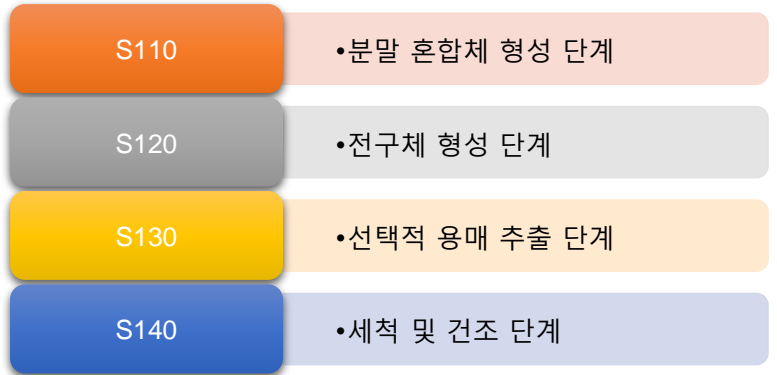 S110
•분말 혼합체 형성 단계
S120
•전구체 형성 단계
S130
•선택적 용매 추출 단계
S140
•세척 및 건조 단계